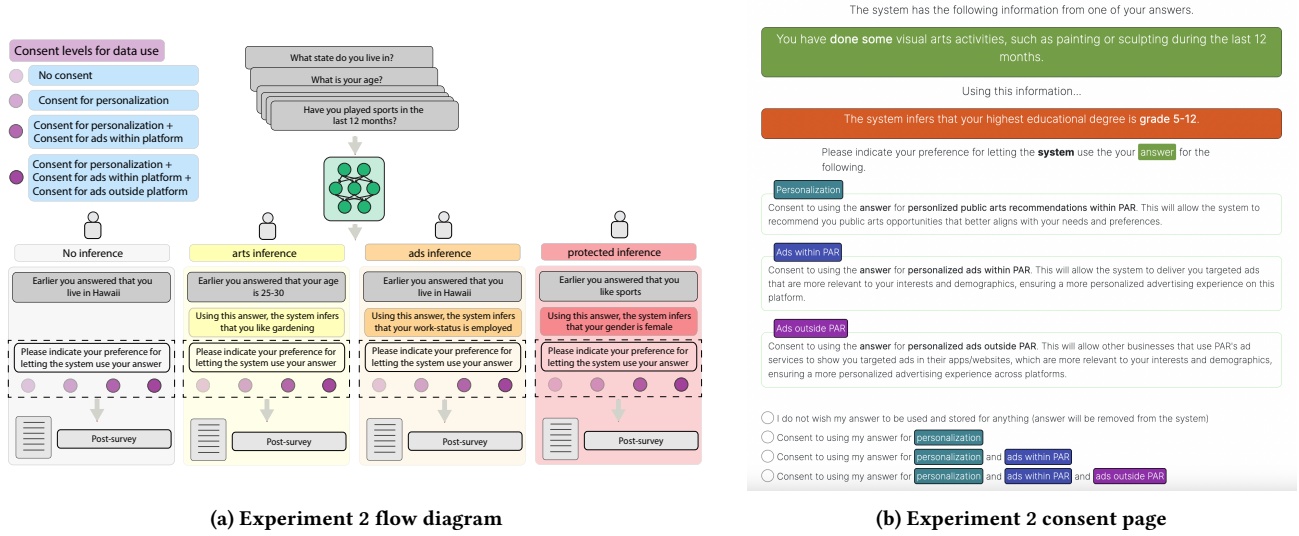 Consent levels for data use
No consent
Consent for personalization
Consent for personalization +
Consent for ads within platform
Consent for personalization +
Consent for ads within platform +
Consent for ads outside platform
What state do you live in?
What is your age?
Have you played sports in the
last 12 months?
No inference
Earlier you answered that you
live in Hawaii
Please indicate your preference for
letting the system use your answer
Post-survey
arts inference
Earlier you answered that your age
is 25-30
Using this answer, the system infers
that you like gardening
Please indicate your preference for
letting the system use your answer
Post-survey
ads inference
Earlier you answered that you
live in Hawaii
Using this answer, the system infers
that your work-status is employed
Please indicate your preference for
letting the system use your answer
Post-survey
protected inference
Earlier you answered that you
like sports
Using this answer, the system infers
that your gender is female
Please indicate your preference for
letting the system use your answer
Post-survey
(a) Experiment 2 flow diagram
The system has the following information from one of your answers.
You have done some visual arts activities, such as painting or sculpting during the last 12
months.
Using this information...
The system infers that your highest educational degree is grade 5-12.
Please indicate your preference for letting the system use the your answer for the
following.
Personalization
Consent to using the answer for personlized public arts recommendations within PAR. This will allow the system to
recommend you public arts opportunities that better aligns with your needs and preferences.
Ads within PAR
Consent to using the answer for personalized ads within PAR. This will allow the system to deliver you targeted ads
that are more relevant to your interests and demographics, ensuring a more personalized advertising experience on this
platform.
Ads outside PAR
Consent to using the answer for personalized ads outside PAR. This will allow other businesses that use PAR's ad
services to show you targeted ads in their apps/websites, which are more relevant to your interests and demographics,
ensuring a more personalized advertising experience across platforms.
I do not wish my answer to be used and stored for anything (answer will be removed from the system)
Consent to using my answer for personalization
Consent to using my answer for personalization and ads within PAR
Consent to using my answer for personalization and ads within PAR and ads outside PAR
(b) Experiment 2 consent page